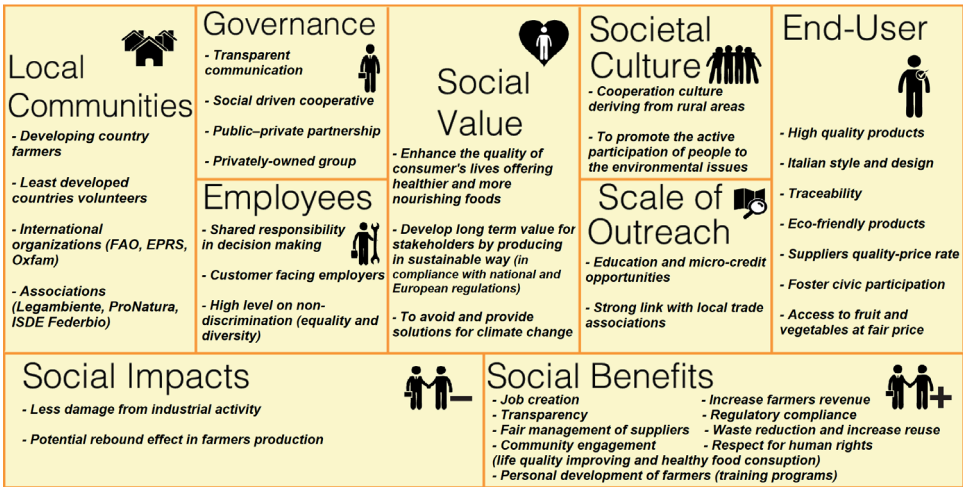 Local
Communities
- Developing country
farmers
- Least developed
countries volunteers
- International
organizations (FAO, EPRS,
Oxfam)
- Associations
(Legambiente, ProNatura,
ISDE Federbio)
Governance
- Transparent
communication
- Social driven cooperative
- Public–private partnership
- Privately-owned group
Employees
- Shared responsibility
in decision making
- Customer facing employers
- High level on non-
discrimination (equality and
diversity)
Social
Value
- Enhance the quality of
consumer's lives offering
healthier and more
nourishing foods
- Develop long term value for
stakeholders by producing
in sustainable way (in
compliance with national and
European regulations)
- To avoid and provide
solutions for climate change
Societal
Culture
- Cooperation culture
deriving from rural areas
- To promote the active
participation of people to
the environmental issues
Scale of
Outreach
- Education and micro-credit
opportunities
- Strong link with local trade
associations
End-User
- High quality products
- Italian style and design
- Traceability
- Eco-friendly products
- Suppliers quality-price rate
- Foster civic participation
- Access to fruit and
vegetables at fair price
Social Impacts
- Less damage from industrial activity
- Potential rebound effect in farmers production
Social Benefits
- Job creation
- Transparency
- Fair management of suppliers
- Community engagement
(life quality improving and healthy food consuption)
- Personal development of farmers (training programs)
- Increase farmers revenue
- Regulatory compliance
- Waste reduction and increase reuse
- Respect for human rights